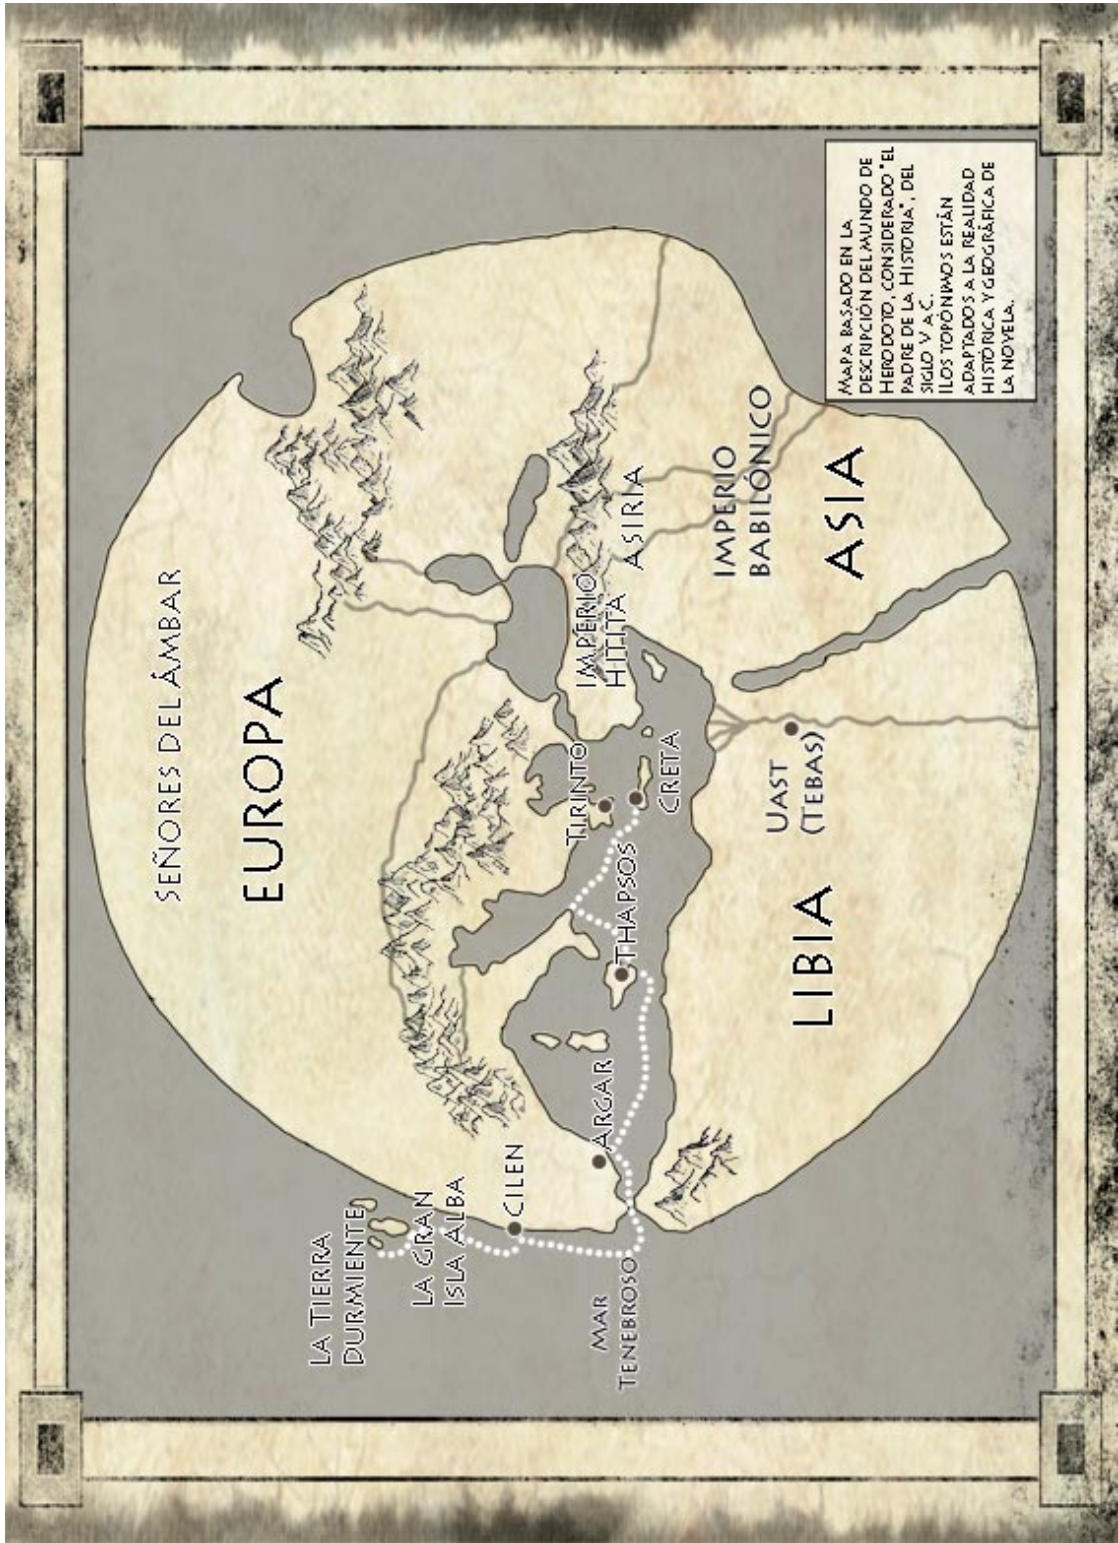 SEÑORES DEL ÁMBAR
EUROPA
LA TIERRA
DURMIENTE
LA GRAN
ISLA ALBA
CILEN
MAR
TENEBROSO
ARGAR
THAPSOS
TIRINTO
CRETA
IMPERIO
HITITA
ASIRIA
IMPERIO
BABILÓNICO
ASIA
UAST
(TEBAS)
LIBIA
MAPA BASADO EN LA
DESCRIPCIÓN DEL MUNDO DE
HERODOTO, CONSIDERADO "EL
PADRE DE LA HISTORIA", DEL
SIGLO V A.C.
ILOS TOPÓNIMOS ESTÁN
ADAPTADOS A LA REALIDAD
HISTÓRICA Y GEOGRÁFICA DE
LA NOVELA.